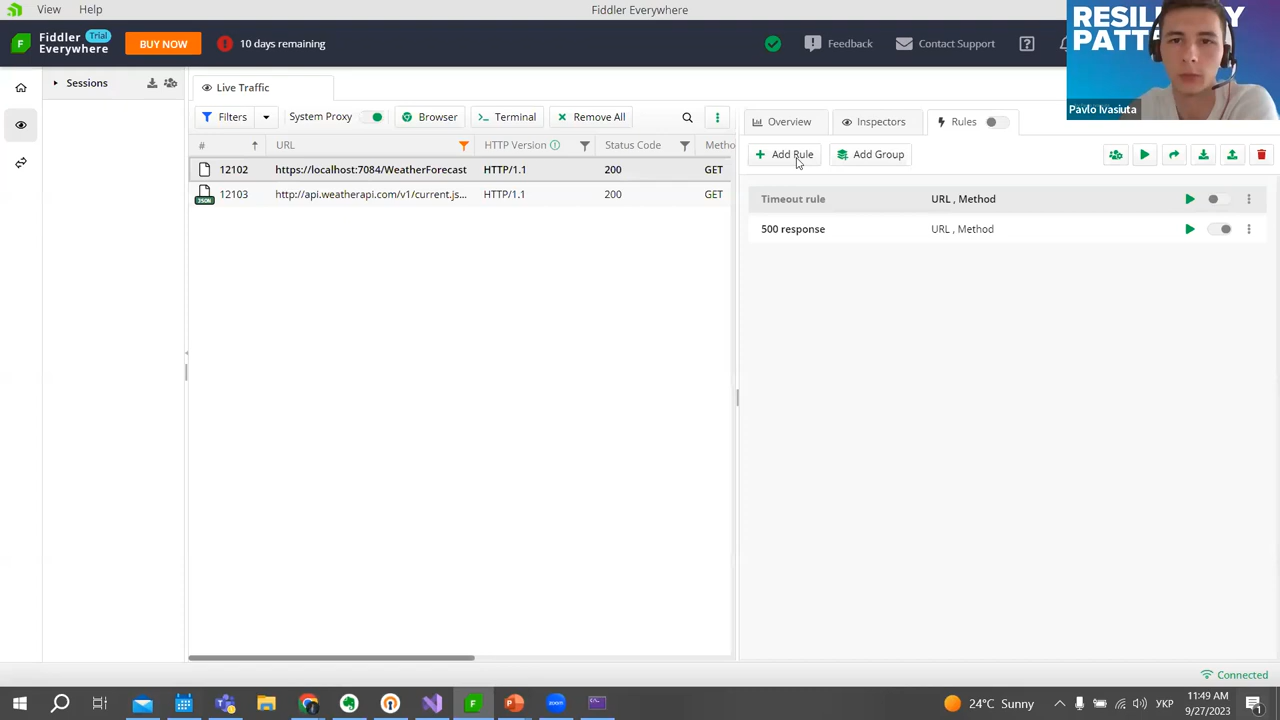 View Help
Fiddler Everywhere
Fiddler Trial
Everywhere
BUY NOW
10 days remaining
Feedback
Contact Support
Pavlo Ivasiuta
Sessions
Live Traffic
Filters
System Proxy
Browser
Terminal
Remove All
# URL HTTP Version Status Code Metho
12102 https://localhost:7084/WeatherForecast HTTP/1.1 200 GET
JSON 12103 http://api.weatherapi.com/v1/current.js... HTTP/1.1 200 GET
Overview
Inspectors
Rules
Add Rule
Add Group
Timeout rule URL , Method
500 response URL , Method
Connected
24°C Sunny
УКР
11:49 AM
9/27/2023
1